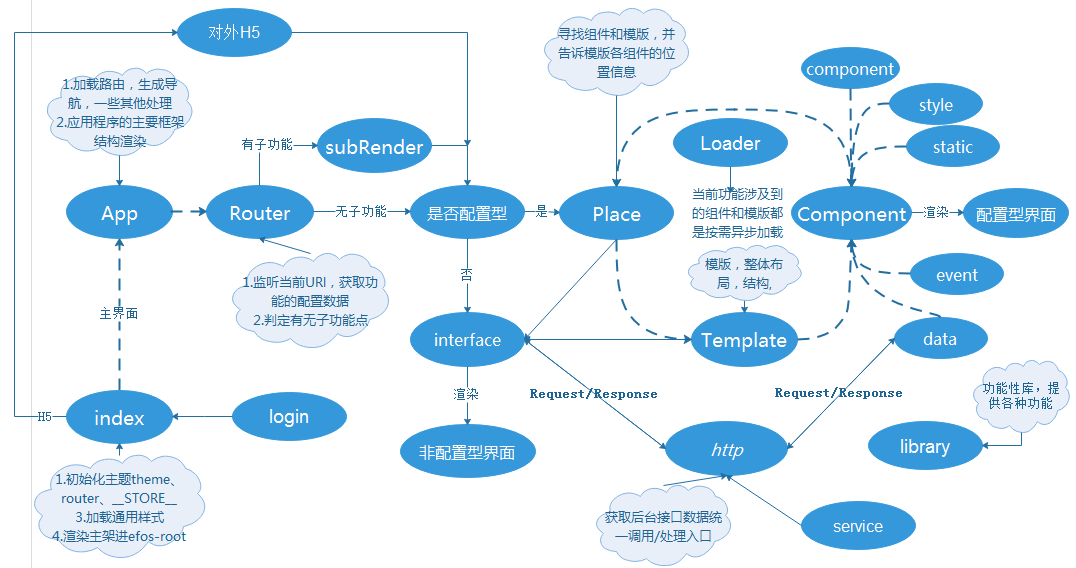 对外H5
寻找组件和模版，并
告诉模版各组件的位
置信息
component
1.加载路由，生成导
航，一些其他处理
2.应用程序的主要框架
结构渲染
style
有子功能
subRender
Loader
static
App
Router
无子功能
是否配置型
是
Place
当前功能涉及到
的组件和模版都
是按需异步加载
Component
渲染
配置型界面
1.监听当前URI，获取功
能的配置数据
2.判定有无子功能点
否
模版，整体布
局，结构,
event
主界面
interface
Template
data
渲染
Request/Response
Request/Response
功能性库，提
供各种功能
H5
index
login
非配置型界面
http
library
1.初始化主题theme、
router、__STORE__
3.加载通用样式
4.渲染主架进efos-root
获取后台接口数据统
一调用/处理入口
service